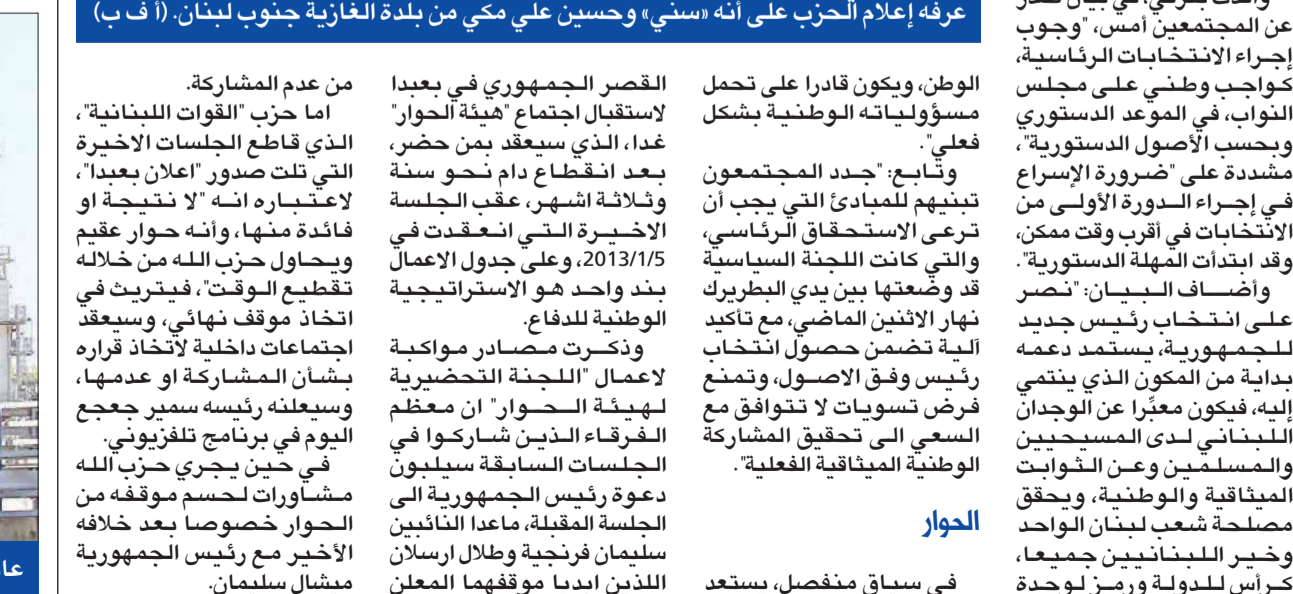 عرفه إعلام الحزب على أنه «سني» وحسين علي مكي من بلدة الغازية جنوب لبنان. (أ ف ب)
عن المجتمعين أمس، "وجوب
إجراء الانتخابات الرئاسية،
كواجب وطني على مجلس
النواب، في الموعد الدستوري
وبحسب الأصول الدستورية"،
مشددة على "ضرورة الإسراع
في إجراء الدورة الأولى من
الانتخابات في أقرب وقت ممكن،
وقد ابتدأت المهلة الدستورية".
وأضاف البيان: "نصر
على انتخاب رئيس جديد
للجمهورية، يستمد دعمه
بداية من المكون الذي ينتمي
إليه، فيكون معبِّرا عن الوجدان
اللبناني لدى المسيحيين
والمسلمين وعن الثوابت
الميثاقية والوطنية، ويحقق
مصلحة شعب لبنان الواحد
وخير اللبنانيين جميعا،
كرأس للدولة ورمز لوحدة
الوطن، ويكون قادرا على تحمل
مسؤولياته الوطنية بشكل
فعلي".
وتابع: "جدد المجتمعون
تبنيهم للمبادئ التي يجب أن
ترعى الاستحقاق الرئاسي،
والتي كانت اللجنة السياسية
قد وضعتها بين يدي البطريرك
نهار الاثنين الماضي، مع تأكيد
آلية تضمن حصول انتخاب
رئيس وفق الاصول، وتمنع
فرض تسويات لا تتوافق مع
السعي الى تحقيق المشاركة
الوطنية الميثاقية الفعلية".
الحوار
في سياق منفصل، يستعد
القصر الجمهوري في بعبدا
لاستقبال اجتماع "هيئة الحوار"
غدا، الذي سيعقد بمن حضر،
بعد انقطاع دام نحو سنة
وثلاثة اشهر، عقب الجلسة
الاخيرة التي انعقدت في
2013/1/5، وعلى جدول الاعمال
بند واحد هو الاستراتيجية
الوطنية للدفاع.
وذكرت مصادر مواكبة
لاعمال "اللجنة التحضيرية
لهيئة الحوار" ان معظم
الفرقاء الذين شاركوا في
الجلسات السابقة سيلبون
دعوة رئيس الجمهورية الى
الجلسة المقبلة، ماعدا النائبين
سليمان فرنجية وطلال ارسلان
اللذين ابديا موقفهما المعلن
من عدم المشاركة.
اما حزب "القوات اللبنانية"،
الذي قاطع الجلسات الاخيرة
التي تلت صدور "اعلان بعبدا"،
لاعتباره انه "لا نتيجة او
فائدة منها، وأنه حوار عقيم
ويحاول حزب الله من خلاله
تقطيع الوقت"، فيتريث في
اتخاذ موقف نهائي، وسيعقد
اجتماعات داخلية لاتخاذ قراره
بشأن المشاركة او عدمها،
وسيعلنه رئيسه سمير جعجع
اليوم في برنامج تلفزيوني.
في حين يجري حزب الله
مشاورات لحسم موقفه من
الحوار خصوصا بعد خلافه
الأخير مع رئيس الجمهورية
ميشال سليمان.